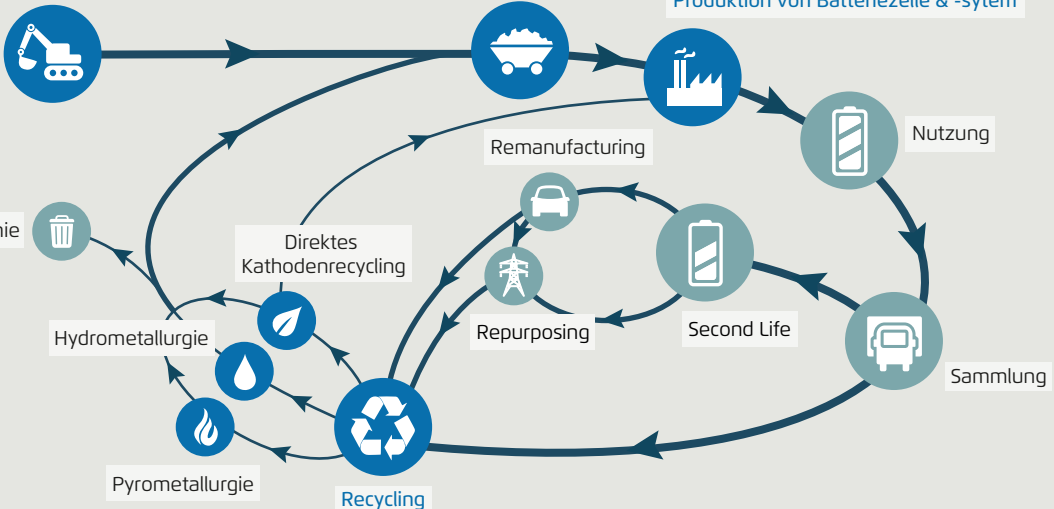 Produktion von Batteriezelle & -sytem
Nutzung
Remanufacturing
Direktes
Kathodenrecycling
Hydrometallurgie
Repurposing
Second Life
Sammlung
Pyrometallurgie
Recycling